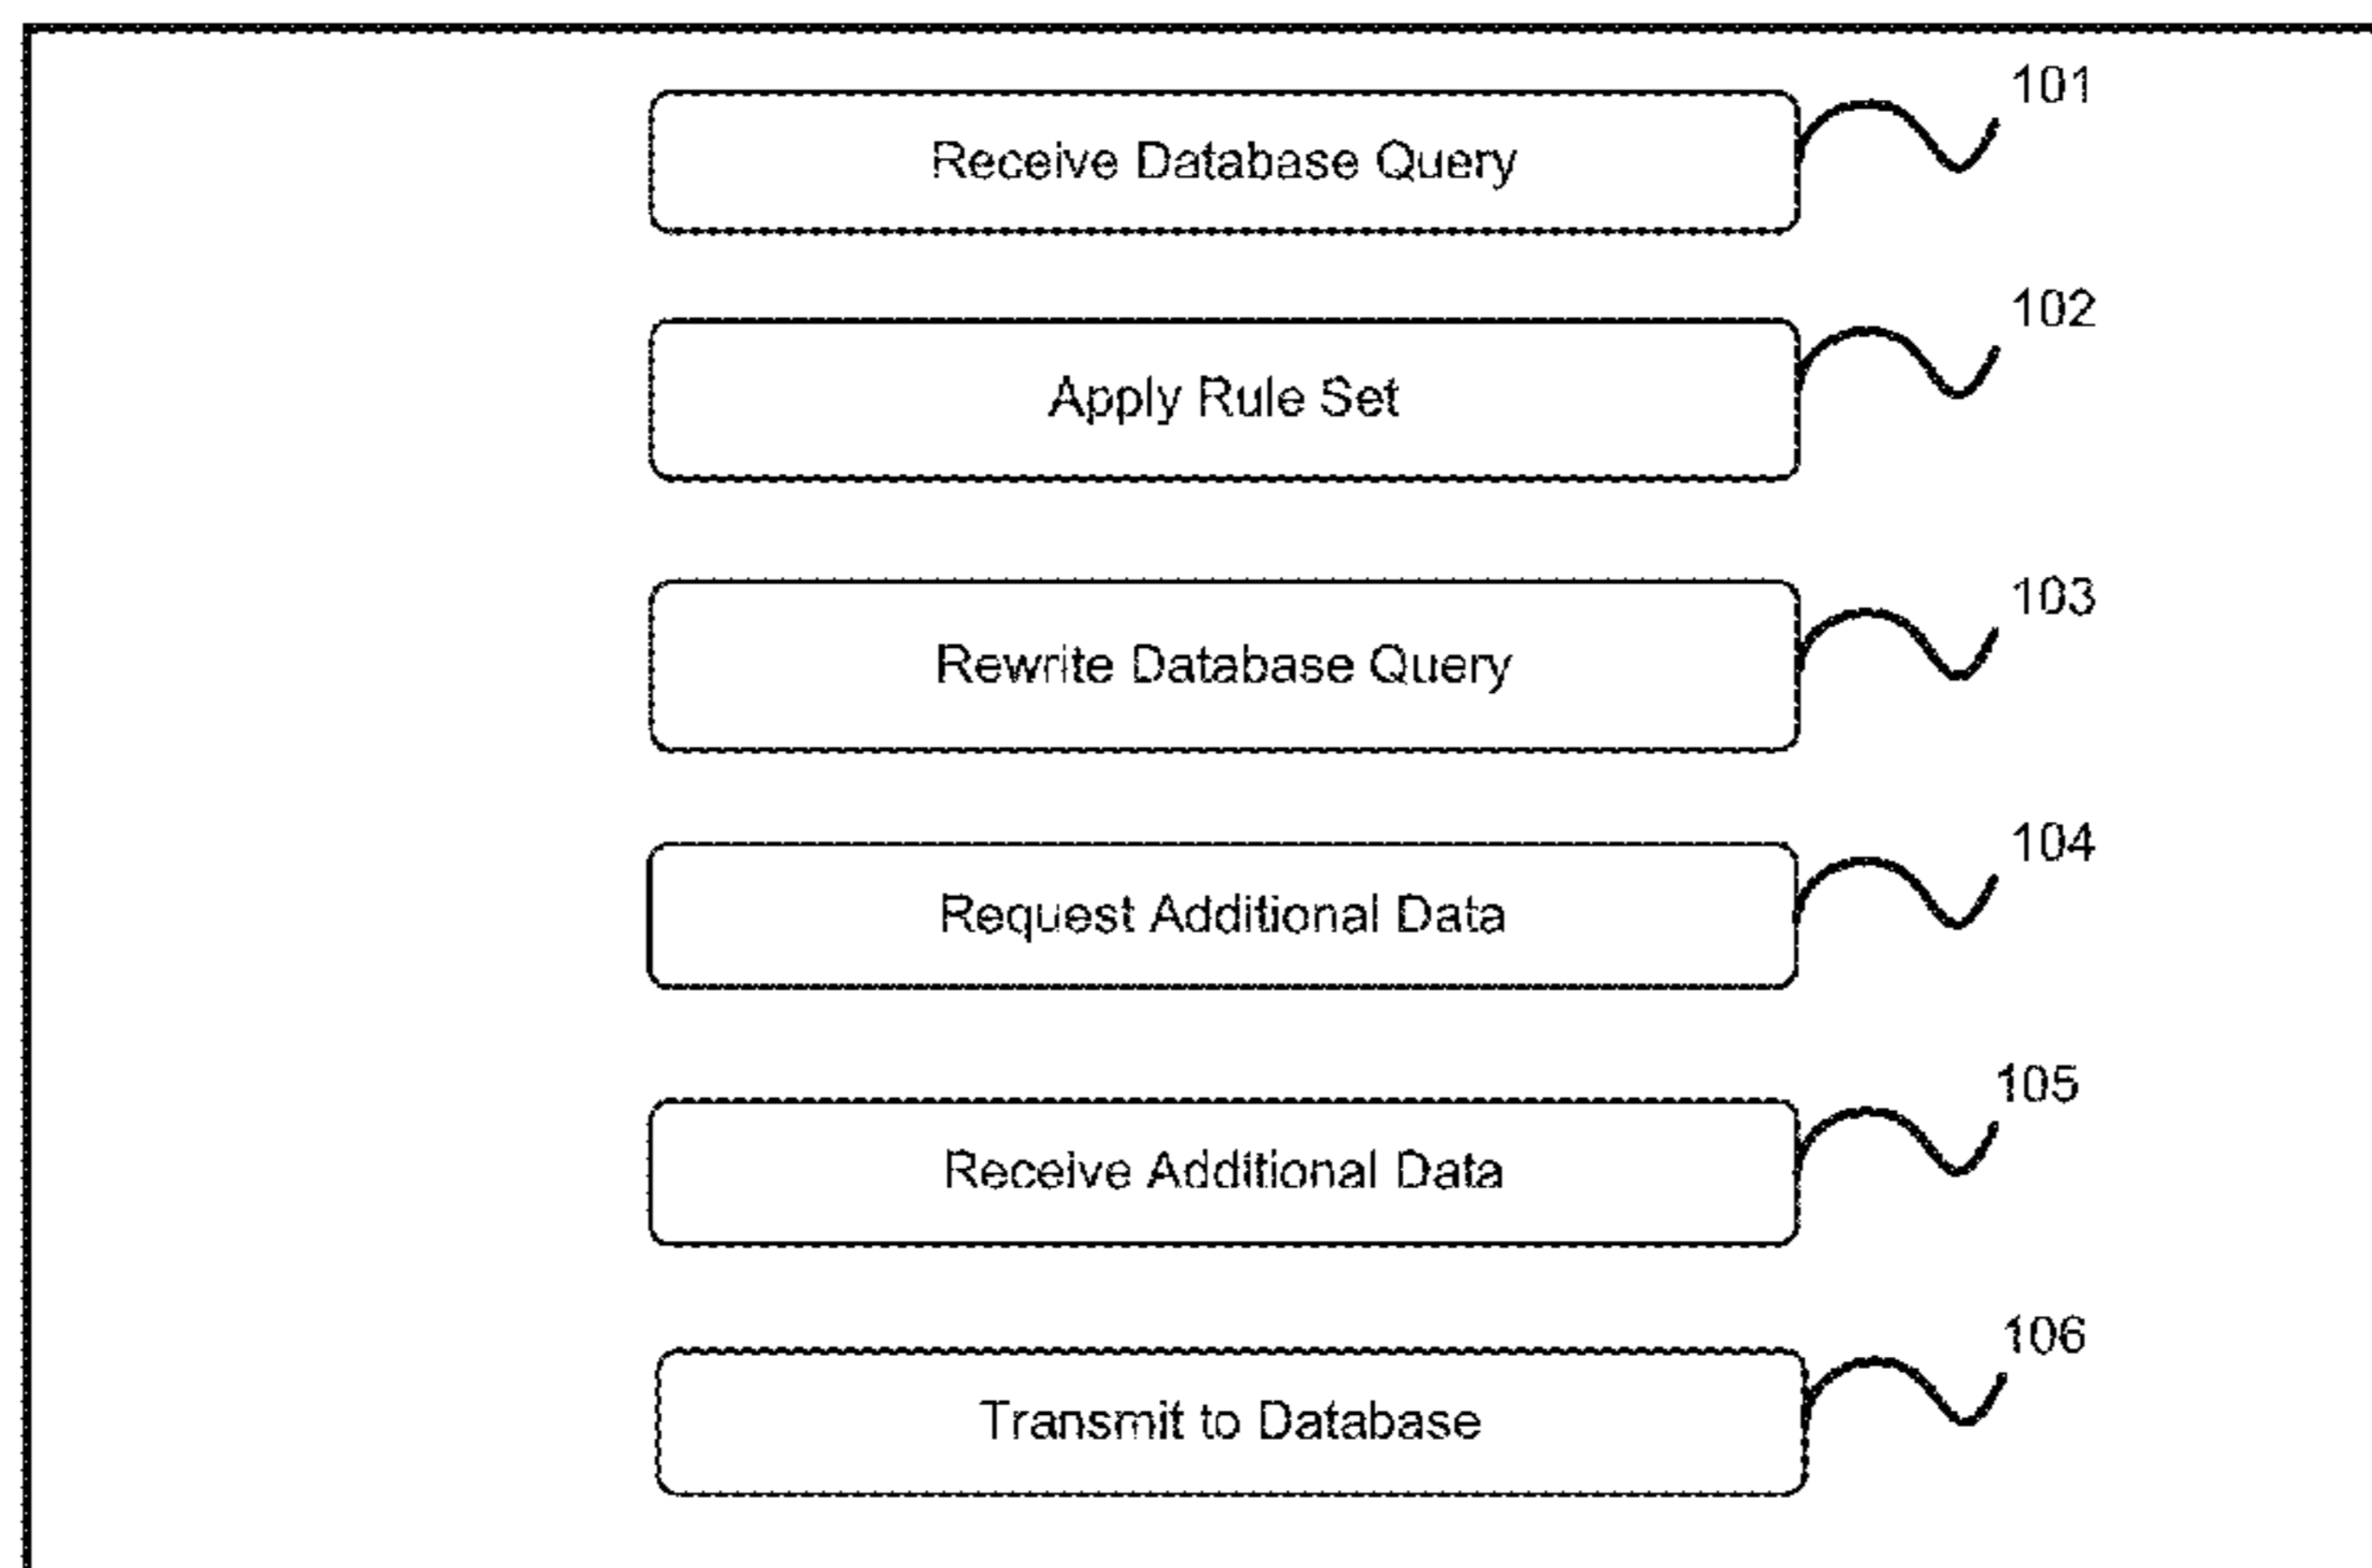 101
Receive Database Query
102
Apply Rule Set
103
Rewrite Database Query
104
Request Additional Data
105
Receive Additional Data
106
Transmit to Database